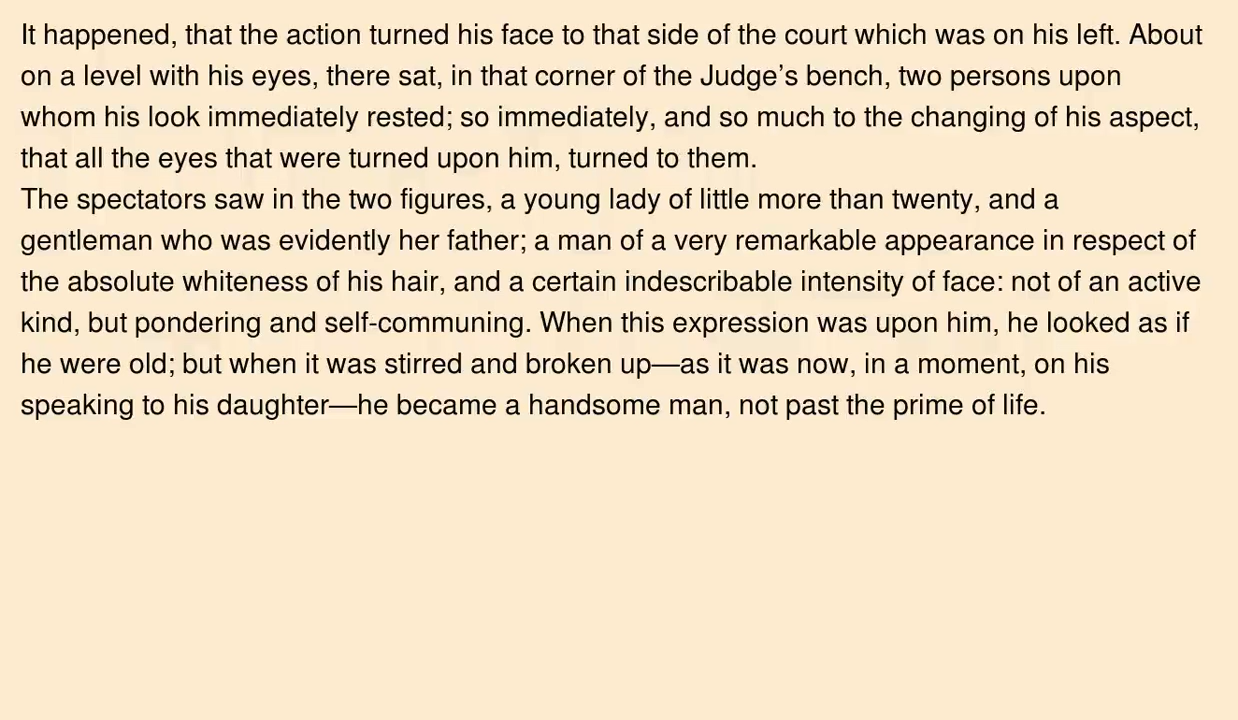 It happened, that the action turned his face to that side of the court which was on his left. About
on a level with his eyes, there sat, in that corner of the Judge’s bench, two persons upon
whom his look immediately rested; so immediately, and so much to the changing of his aspect,
that all the eyes that were turned upon him, turned to them.
The spectators saw in the two figures, a young lady of little more than twenty, and a
gentleman who was evidently her father; a man of a very remarkable appearance in respect of
the absolute whiteness of his hair, and a certain indescribable intensity of face: not of an active
kind, but pondering and self-communing. When this expression was upon him, he looked as if
he were old; but when it was stirred and broken up—as it was now, in a moment, on his
speaking to his daughter—he became a handsome man, not past the prime of life.